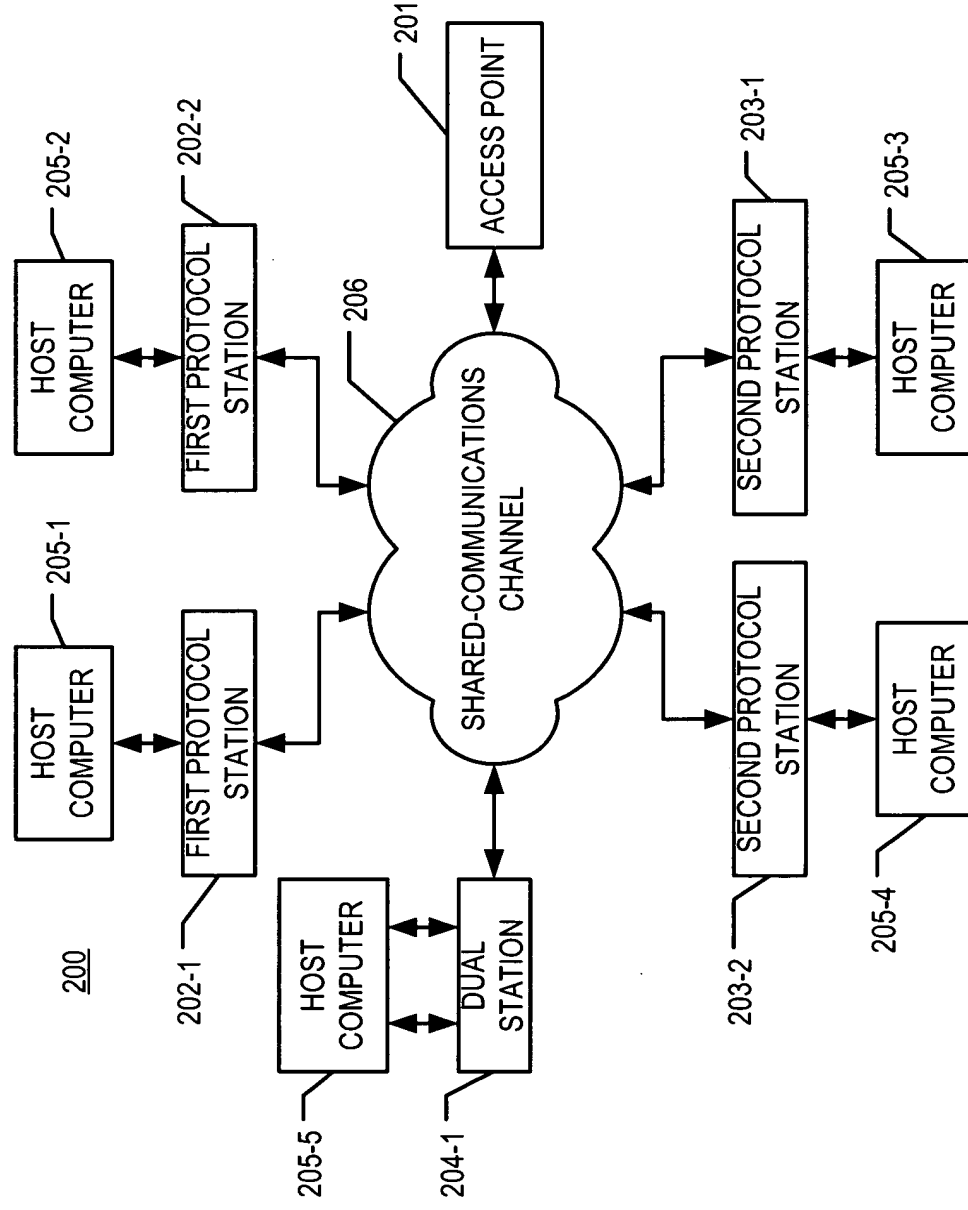 200
205-1
HOST
COMPUTER
205-2
HOST
COMPUTER
202-1
FIRST PROTOCOL
STATION
202-2
FIRST PROTOCOL
STATION
205-5
HOST
COMPUTER
204-1
DUAL
STATION
206
SHARED-COMMUNICATIONS
CHANNEL
201
ACCESS POINT
203-2
SECOND PROTOCOL
STATION
203-1
SECOND PROTOCOL
STATION
205-4
HOST
COMPUTER
205-3
HOST
COMPUTER